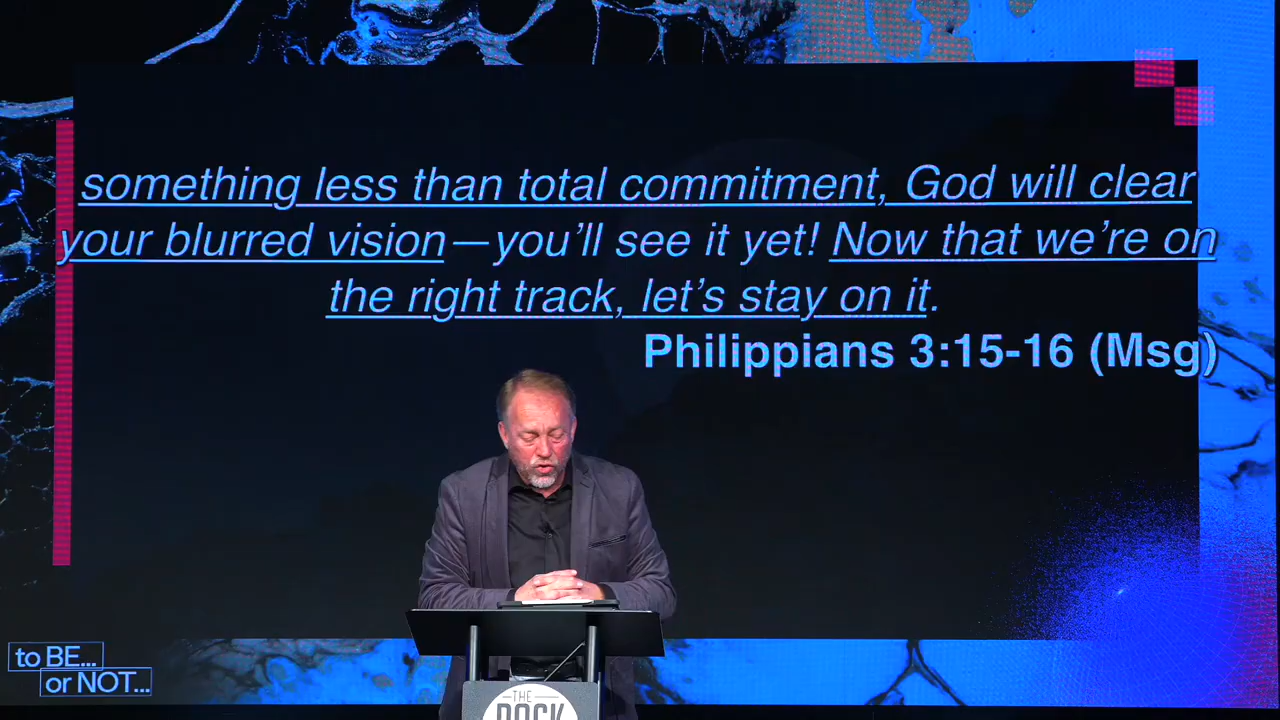 something less than total commitment, God will clear
your blurred vision—you’ll see it yet! Now that we’re on
the right track, let’s stay on it.
Philippians 3:15-16 (Msg)
to BE...
or NOT...
THE
ROCK